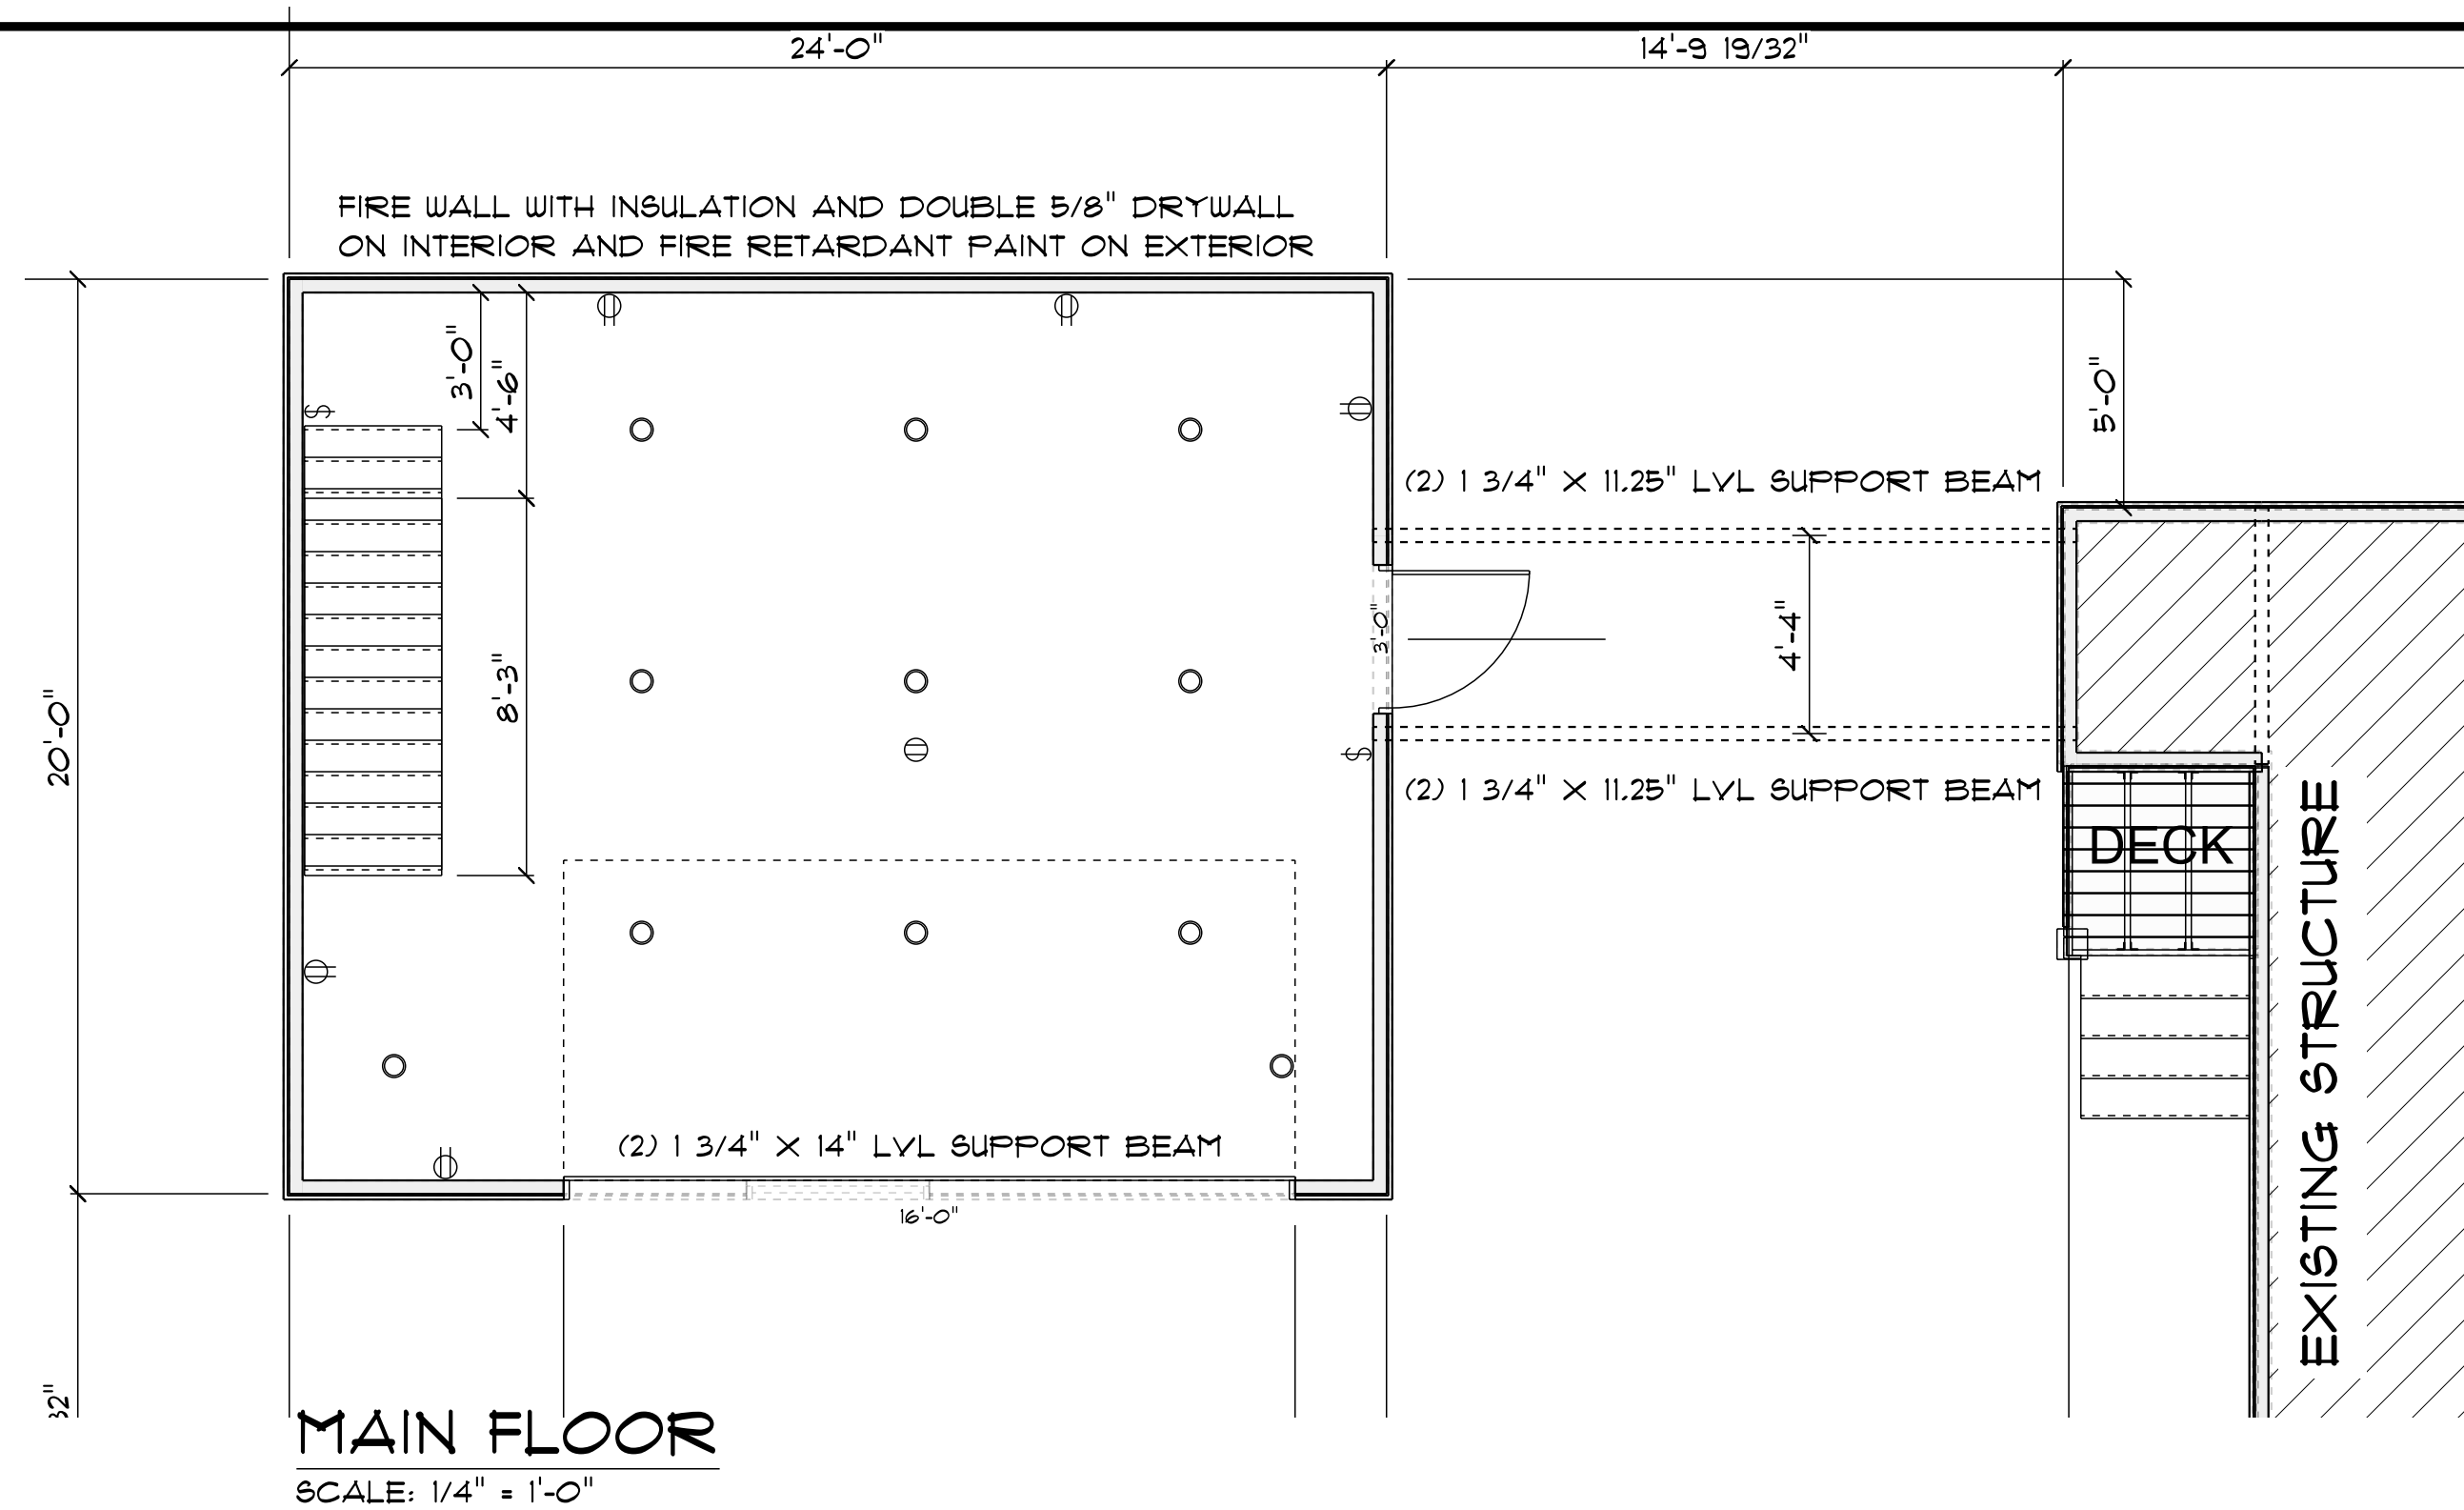 24'-0"
14'-9 19/32"
FIRE WALL WITH INSULATION AND DOUBLE 5/8" DRYWALL
ON INTERIOR AND FIRE RETARDANT PAINT ON EXTERIOR
3'-0"
4'-6"
5'-0"
(2) 1 3/4" X 11.25" LVL SUPPORT BEAM
3'-0"
4'-4"
8'-3"
20'-0"
(2) 1 3/4" X 11.25" LVL SUPPORT BEAM
DECK
EXISTING STRUCTURE
(2) 1 3/4" X 14" LVL SUPPORT BEAM
16'-0"
32"
MAIN FLOOR
SCALE: 1/4" = 1'-0"